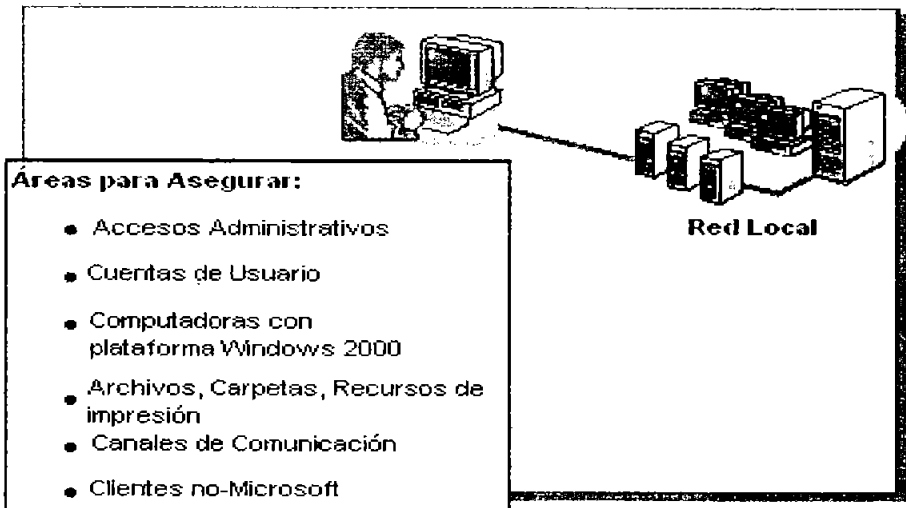 Áreas para Asegurar:
• Accesos Administrativos
• Cuentas de Usuario
• Computadoras con
plataforma Windows 2000
• Archivos, Carpetas, Recursos de
impresión
• Canales de Comunicación
• Clientes no-Microsoft
Red Local